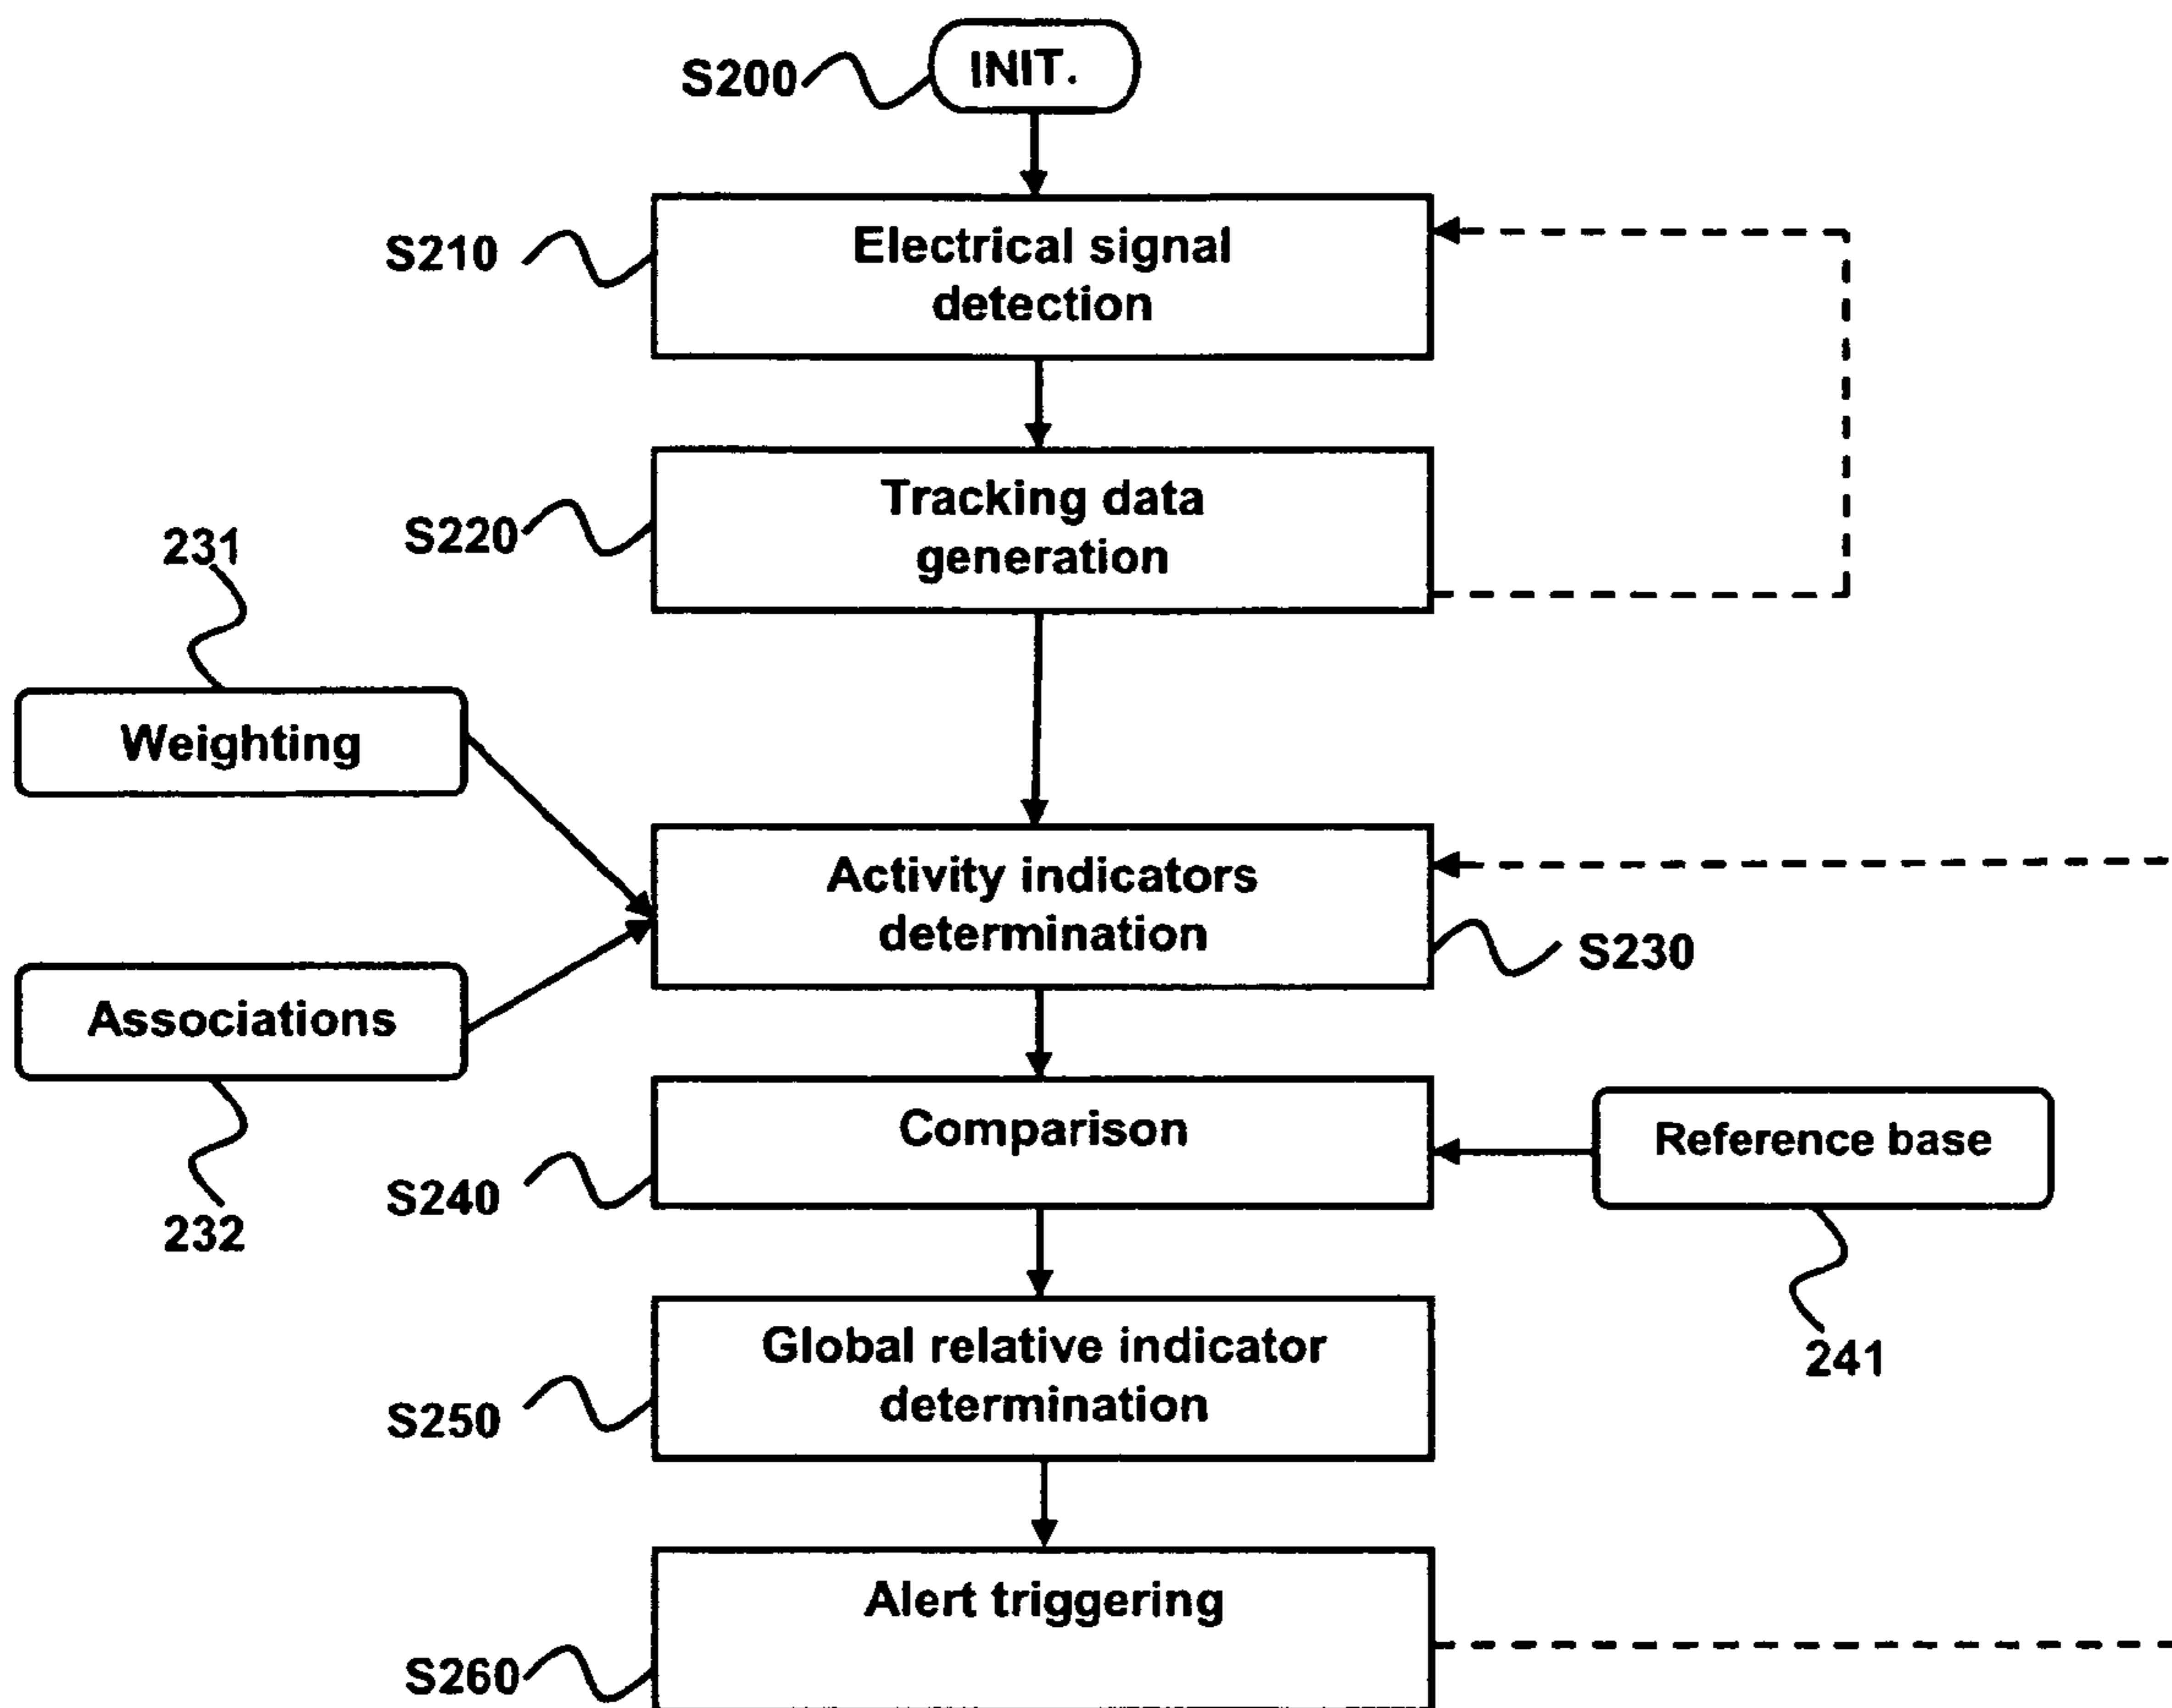 S200
INIT.
S210
Electrical signal
detection
S220
Tracking data
generation
231
Weighting
Activity indicators
determination
S230
Associations
232
Comparison
S240
Reference base
241
Global relative indicator
determination
S250
Alert triggering
S260